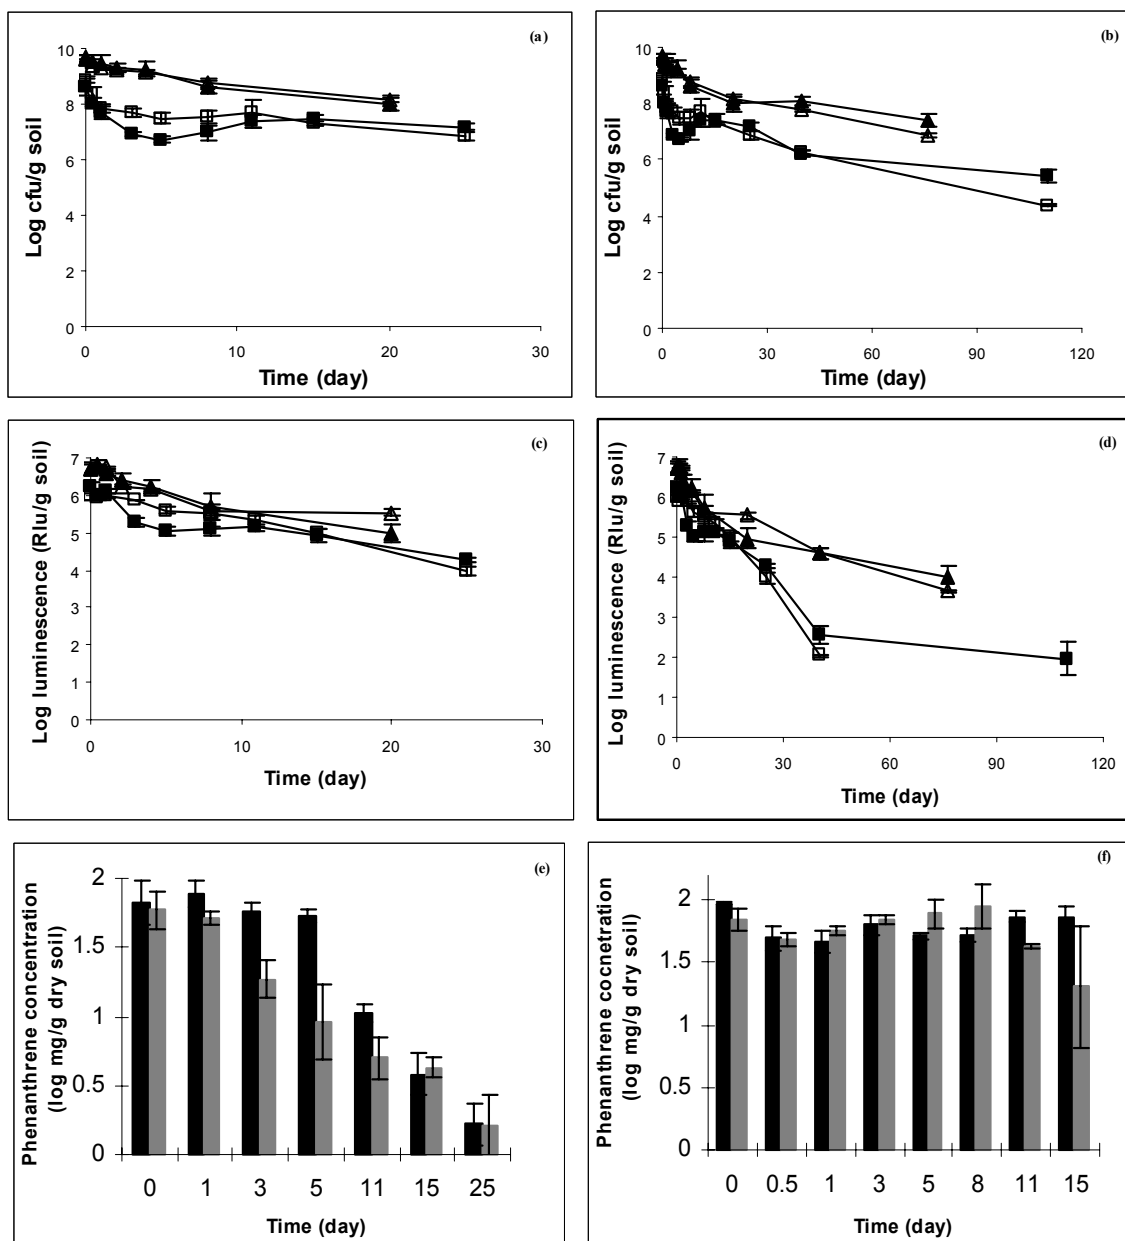 (a)
10
8
6
4
2
0
Log cfu/g soil
0 10 20 30
Time (day)
(b)
10
8
6
4
2
0
Log cfu/g soil
0 30 60 90 120
Time (day)
(c)
7
6
5
4
3
2
1
0
Log luminescence (Rlu/g soil)
0 10 20 30
Time (day)
(d)
7
6
5
4
3
2
1
0
Log luminescence (Rlu/g soil)
0 30 60 90 120
Time (day)
(e)
2
1.5
1
0.5
0
Phenanthrene concentration
(log mg/g dry soil)
0 1 3 5 11 15 25
Time (day)
(f)
2
1.5
1
0.5
0
Phenanthrene cocnetration
(log mg/g dry soil)
0 0.5 1 3 5 8 11 15
Time (day)